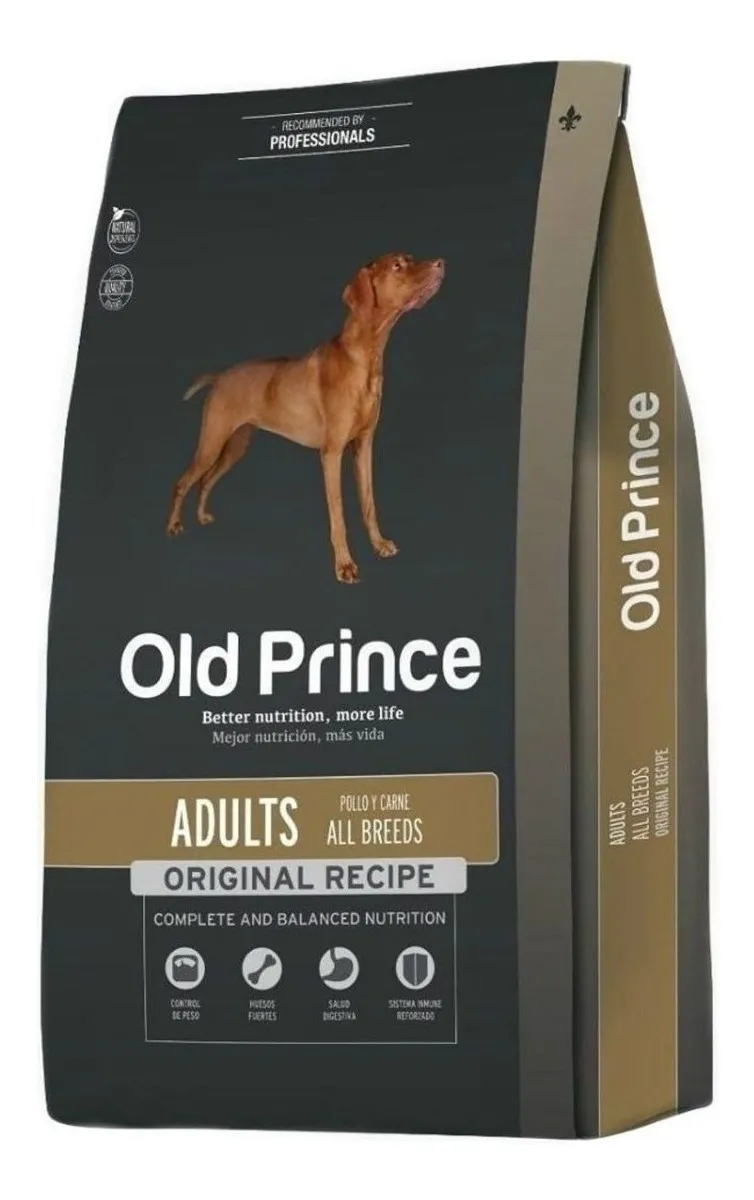 - RECOMMENDED BY -
PROFESSIONALS
NATURAL
QUALITY
Old Prince
Better nutrition, more life
Mejor nutrición, más vida
ADULTS
POLLO Y CARNE
ALL BREEDS
ORIGINAL RECIPE
COMPLETE AND BALANCED NUTRITION
CONTROL
DE PESO
HUESOS
FUERTES
SALUD
DIGESTIVA
SISTEMA INMUNE
REFORZADO
Old Prince
ADULTS
ALL BREEDS
ORIGINAL RECIPE